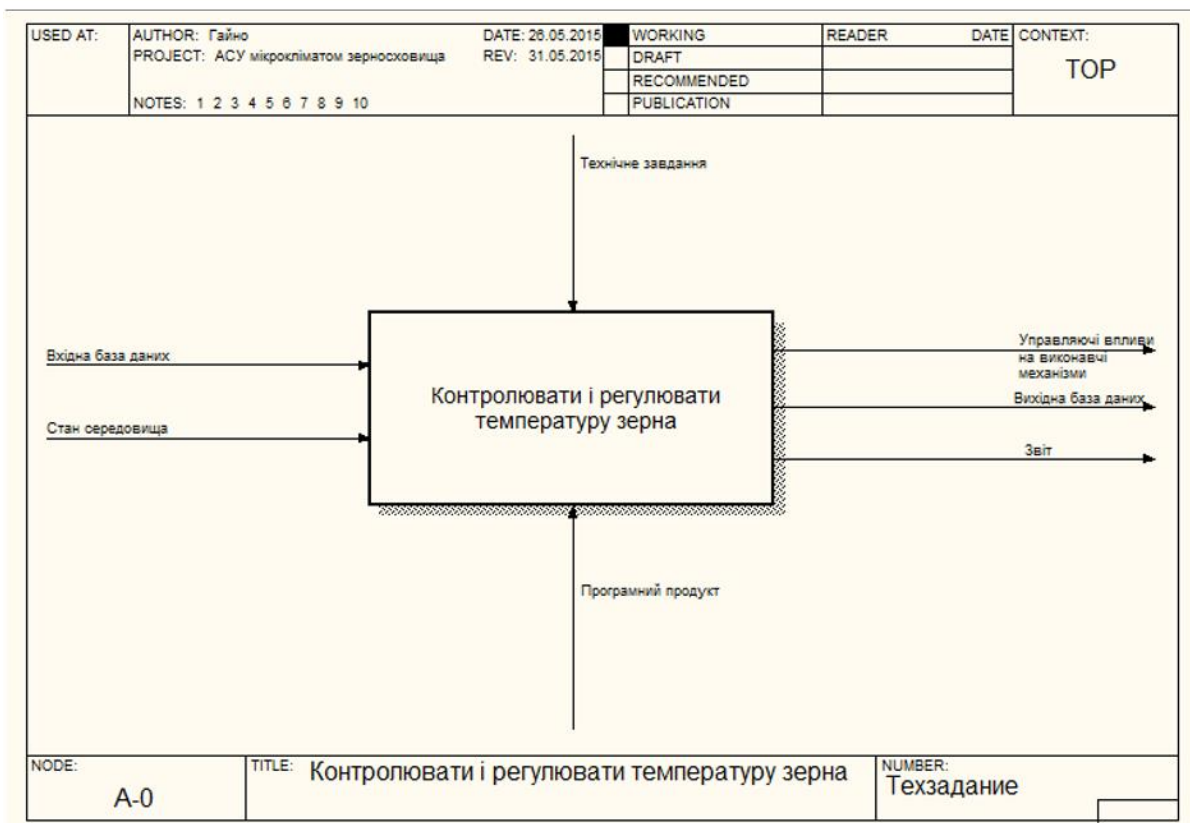 USED AT:
AUTHOR: Гайно
DATE: 26.05.2015
WORKING
READER
DATE
CONTEXT:
PROJECT: АСУ мікрокліматом зерносховища
REV: 31.05.2015
DRAFT
TOP
RECOMMENDED
NOTES: 1 2 3 4 5 6 7 8 9 10
PUBLICATION
Технічне завдання
Вхідна база даних
Стан середовища
Контролювати і регулювати
температуру зерна
Управляючі впливи
на виконавчі
механізми
Вихідна база даних
Звіт
Програмний продукт
NODE:
A-0
TITLE:
Контролювати і регулювати температуру зерна
NUMBER:
Техзадание